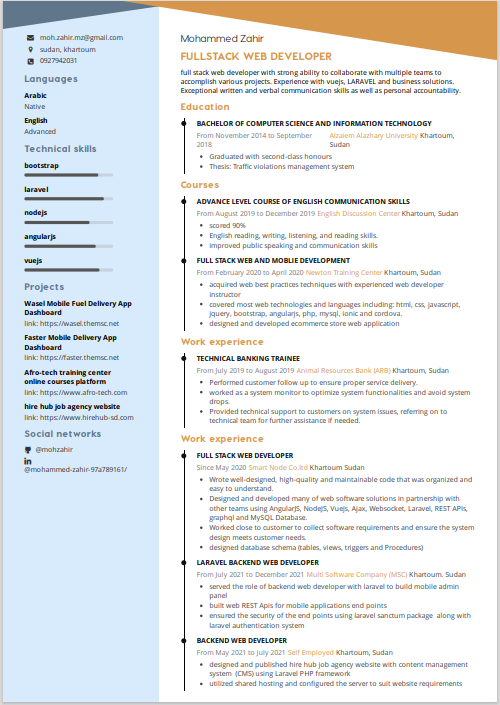 moh.zahir.mz@gmail.com
sudan, khartoum
0927942031
Languages
Arabic
Native
English
Advanced
Technical skills
bootstrap
laravel
nodejs
angularjs
vuejs
Projects
Wasel Mobile Fuel Delivery App
Dashboard
link: https://wasel.themsc.net
Faster Mobile Delivery App
Dashboard
link: https://faster.themsc.net
Afro-tech training center
online courses platform
link: https://www.afro-tech.com
hire hub job agency website
link: https://www.hirehub-sd.com
Social networks
@mohzahir
@mohammed-zahir-97a789161/
Mohammed Zahir
FULLSTACK WEB DEVELOPER
full stack web developer with strong ability to collaborate with multiple teams to
accomplish various projects. Experience with vuejs, LARAVEL and business solutions.
Exceptional written and verbal communication skills as well as personal accountability.
Education
BACHELOR OF COMPUTER SCIENCE AND INFORMATION TECHNOLOGY
From November 2014 to September 2018 Alzaiem Alazhary University Khartoum, Sudan
• Graduated with second-class honours
• Thesis: Traffic violations management system
Courses
ADVANCE LEVEL COURSE OF ENGLISH COMMUNICATION SKILLS
From August 2019 to December 2019 English Discussion Center Khartoum, Sudan
• scored 90%
• English reading, writing, listening, and reading skills.
• improved public speaking and communication skills
FULL STACK WEB AND MOBLIE DEVELOPMENT
From February 2020 to April 2020 Newton Training Center Khartoum, Sudan
• acquired web best practices techniques with experienced web developer
instructor
• covered most web technologies and languages including: html, css, javascript,
jquery, bootstrap, angularjs, php, mysql, ionic and cordova.
• designed and developed ecommerce store web application
Work experience
TECHNICAL BANKING TRAINEE
From July 2019 to August 2019 Animal Resources Bank (ARB) Khartoum, Sudan
• Performed customer follow up to ensure proper service delivery.
• worked as a system monitor to optimize system functionalities and avoid system
drops.
• Provided technical support to customers on system issues, referring on to
technical team for further assistance if needed.
Work experience
FULL STACK WEB DEVELOPER
Since May 2020 Smart Node Co.ltd Khartoum Sudan
• Wrote well-designed, high-quality and maintainable code that was organized and
easy to understand.
• Designed and developed many of web software solutions in partnership with
other teams using AngularJS, NodeJS, Vuejs, Ajax, Websocket, Laravel, REST APIs,
graphql and MySQL Database.
• Worked close to customer to collect software requirements and ensure the system
design meets customer needs.
• designed database schema (tables, views, triggers and Procedures)
LARAVEL BACKEND WEB DEVELOPER
From July 2021 to December 2021 Multi Software Company (MSC) Khartoum. Sudan
• served the role of backend web developer with laravel to build mobile admin
panel
• built web REST Apis for mobile applications end points
• ensured the security of the end points using laravel sanctum package along with
laravel authentication system
BACKEND WEB DEVELOPER
From May 2021 to July 2021 Self Employed Khartoum, Sudan
• designed and published hire hub job agency website with content management
system (CMS) using Laravel PHP framework
• utilized shared hosting and configured the server to suit website requirements